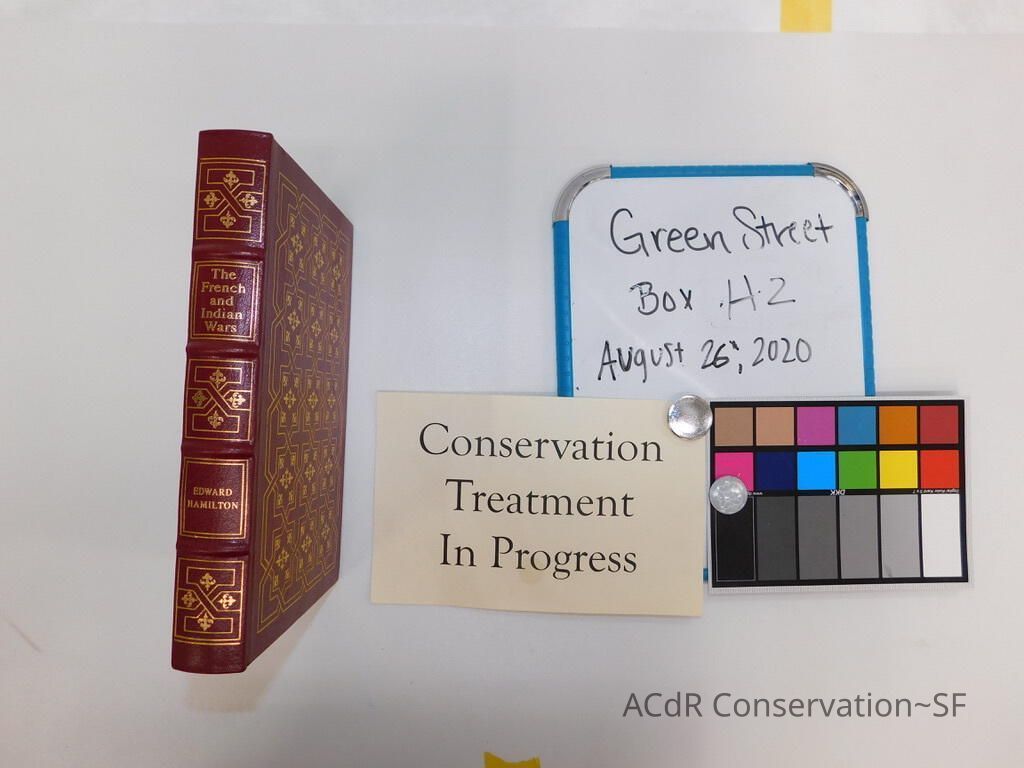 The
French
and
Indian
Wars
EDWARD
HAMILTON
Green Street
Box H2
August 26, 2020
Conservation
Treatment
In Progress
DKK
ACdR Conservation~SF